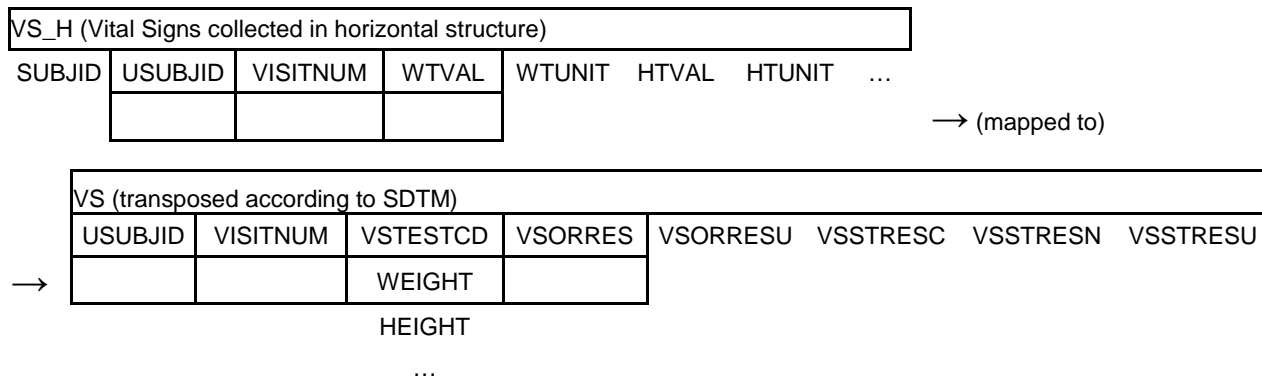 VS_H (Vital Signs collected in horizontal structure)
SUBJID USUBJID VISITNUM WTVAL WTUNIT HTVAL HTUNIT …
→ (mapped to)
VS (transposed according to SDTM)
USUBJID VISITNUM VSTESTCD VSORRES VSORRESU VSSTRESC VSSTRESN VSSTRESU
→ WEIGHT
HEIGHT
…